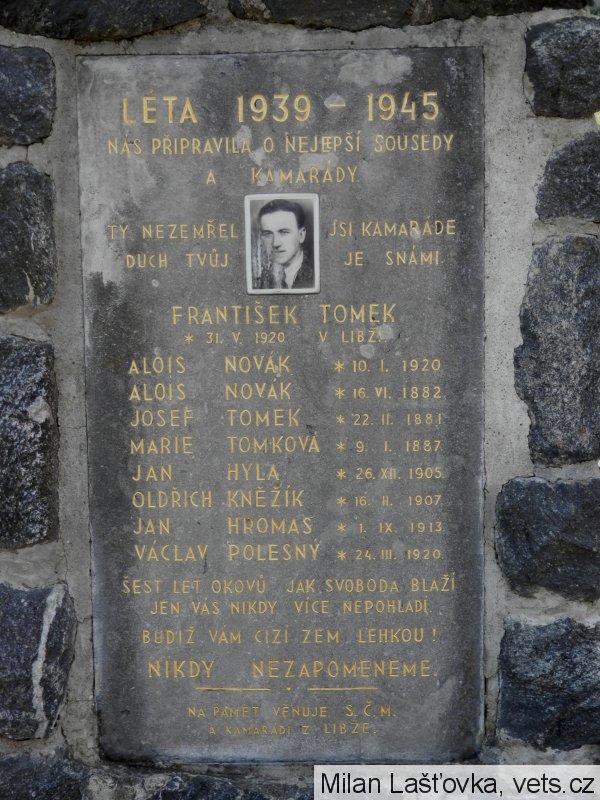 LÉTA 1939 - 1945
NÁS PŘIPRAVILA O NEJEPŠÍ SOUSEDY
A KAMARÁDY
TY NEZEMŘEL JSI KAMARÁDE
DUCH TVŮJ JE SNÁMI
FRANTIŠEK TOMEK
* 31. V. 1920 V LIBŽI.
ALOIS NOVÁK * 10. I. 1920
ALOIS NOVÁK * 16. VI. 1882
JOSEF TOMEK * 22. II. 1881
MARIE TOMKOVÁ * 9. I. 1887
JAN HYLA * 26. XII. 1905
OLDŘICH KNĚŽÍK * 16. II. 1907
JAN HROMAS * 1. IX. 1913
VÁCLAV POLESNÝ * 24. III. 1920
ŠEST LET OKOVŮ JAK SVOBODA BLAŽÍ
JEN VÁS NIKDY VÍCE NEPOHLADÍ.
BUDIŽ VÁM CIZÍ ZEM LEHKOU!
NIKDY NEZAPOMENEME.
NA PAMĚŤ VĚNUJE S.Č.M.
A KAMARÁDI Z LIBŽE.
Milan Lašťovka, vets.cz